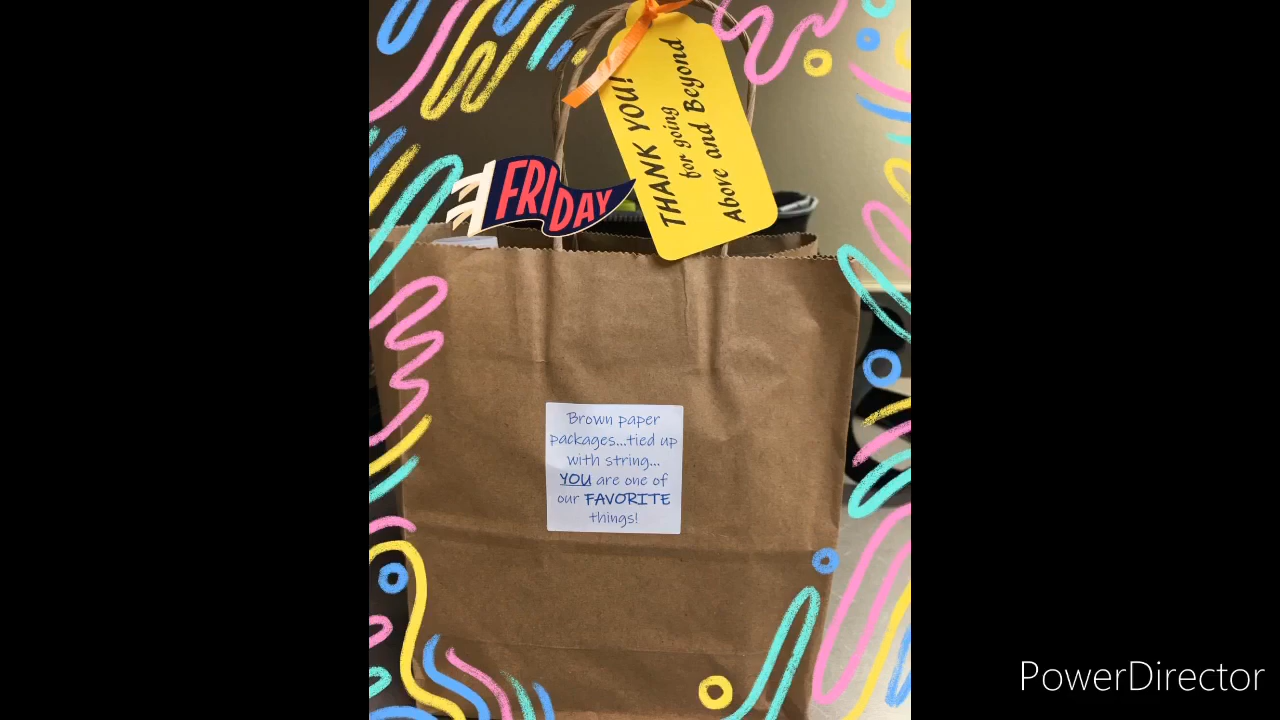 THANK YOU!
for going
Above and Beyond
FRIDAY
Brown paper
packages...tied up
with string...
YOU are one of
our FAVORITE
things!
PowerDirector